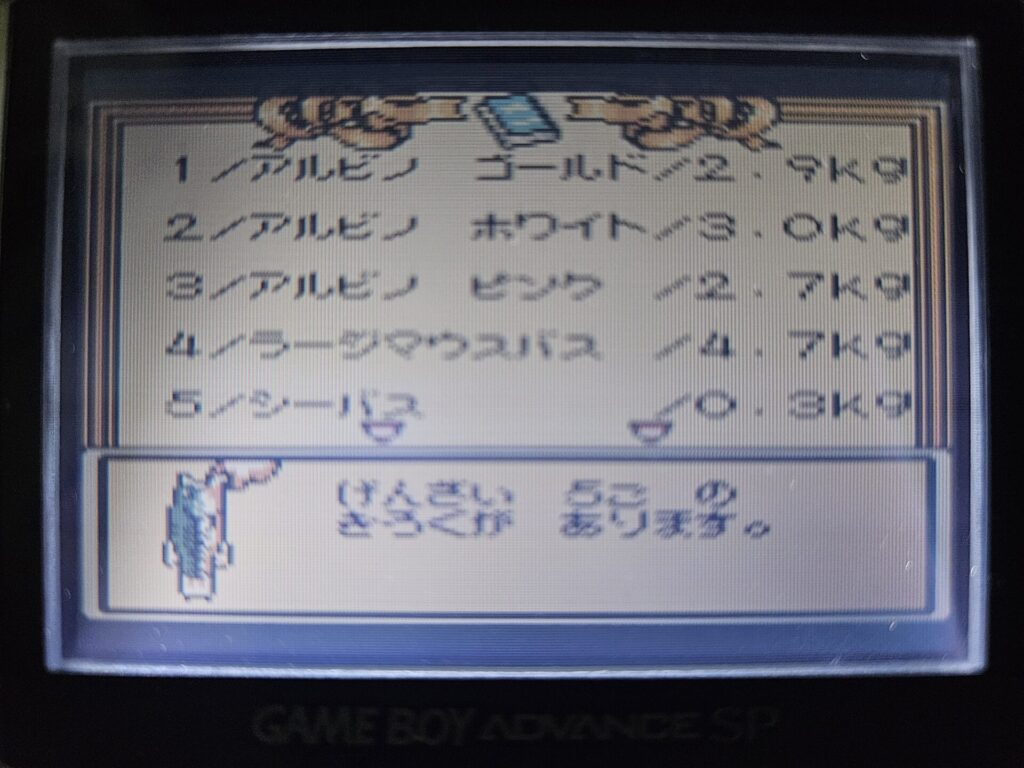 1／アルビノ　ゴールド／2.9kg
2／アルビノ　ホワイト／3.0kg
3／アルビノ　ピンク　／2.7kg
4／ラージマウスバス　／4.7kg
5／シーバス　／0.3kg
げんざい　5こ　の
きろくが　あります。
GAME BOY ADVANCE SP